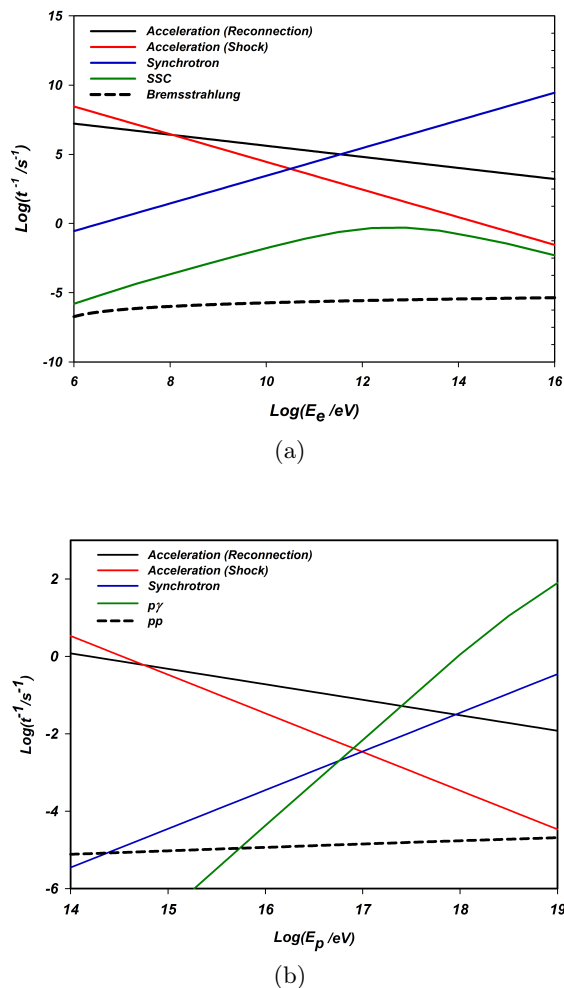 15
10
5
0
-5
-10
Log(t⁻¹/s⁻¹)
Acceleration (Reconnection)
Acceleration (Shock)
Synchrotron
SSC
Bremsstrahlung
6 8 10 12 14 16
Log(Eₑ/eV)
(a)
2
0
-2
-4
-6
Log(t⁻¹/s⁻¹)
Acceleration (Reconnection)
Acceleration (Shock)
Synchrotron
pγ
pp
14 15 16 17 18 19
Log(Eₚ/eV)
(b)